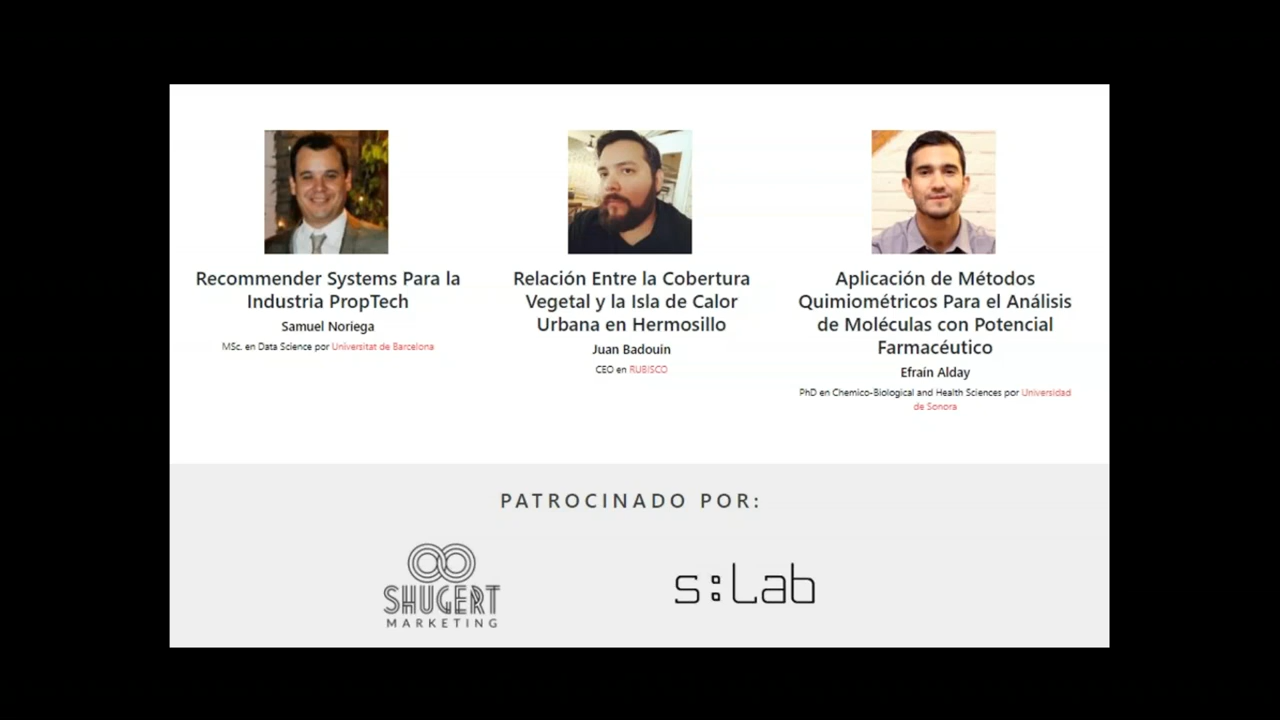 Recommender Systems Para la
Industria PropTech
Samuel Noriega
MSc. en Data Science por Universitat de Barcelona
Relación Entre la Cobertura
Vegetal y la Isla de Calor
Urbana en Hermosillo
Juan Badouin
CEO en RUBISCO
Aplicación de Métodos
Quimiométricos Para el Análisis
de Moléculas con Potencial
Farmacéutico
Efraín Alday
PhD en Chemico-Biological and Health Sciences por Universidad
de Sonora
PATROCINADO POR:
SHUGERT
MARKETING
s:Lab